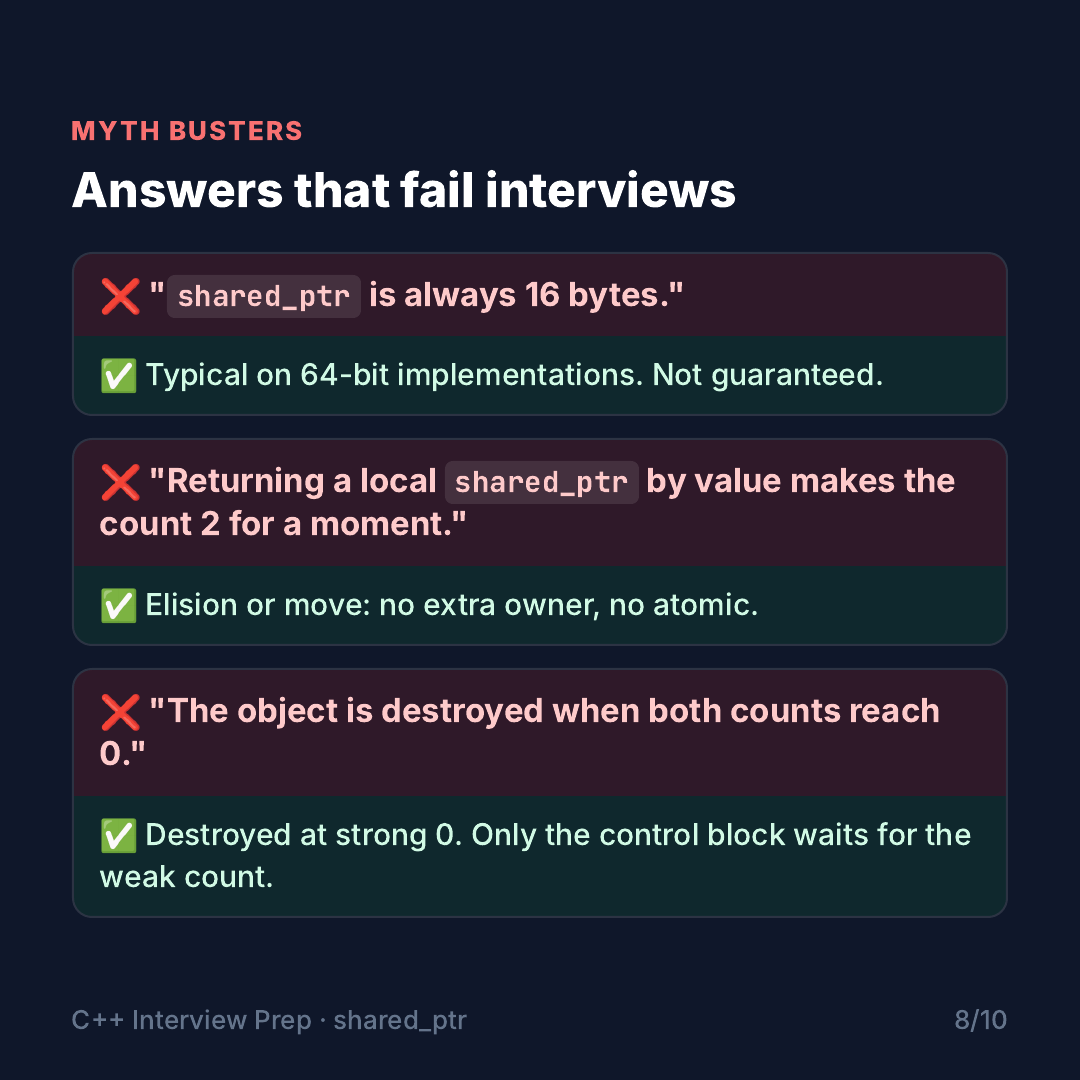 MYTH BUSTERS
Answers that fail interviews
❌ "shared_ptr is always 16 bytes."
✅ Typical on 64-bit implementations. Not guaranteed.
❌ "Returning a local shared_ptr by value makes the
count 2 for a moment."
✅ Elision or move: no extra owner, no atomic.
❌ "The object is destroyed when both counts reach
0."
✅ Destroyed at strong 0. Only the control block waits for the
weak count.
C++ Interview Prep · shared_ptr
8/10